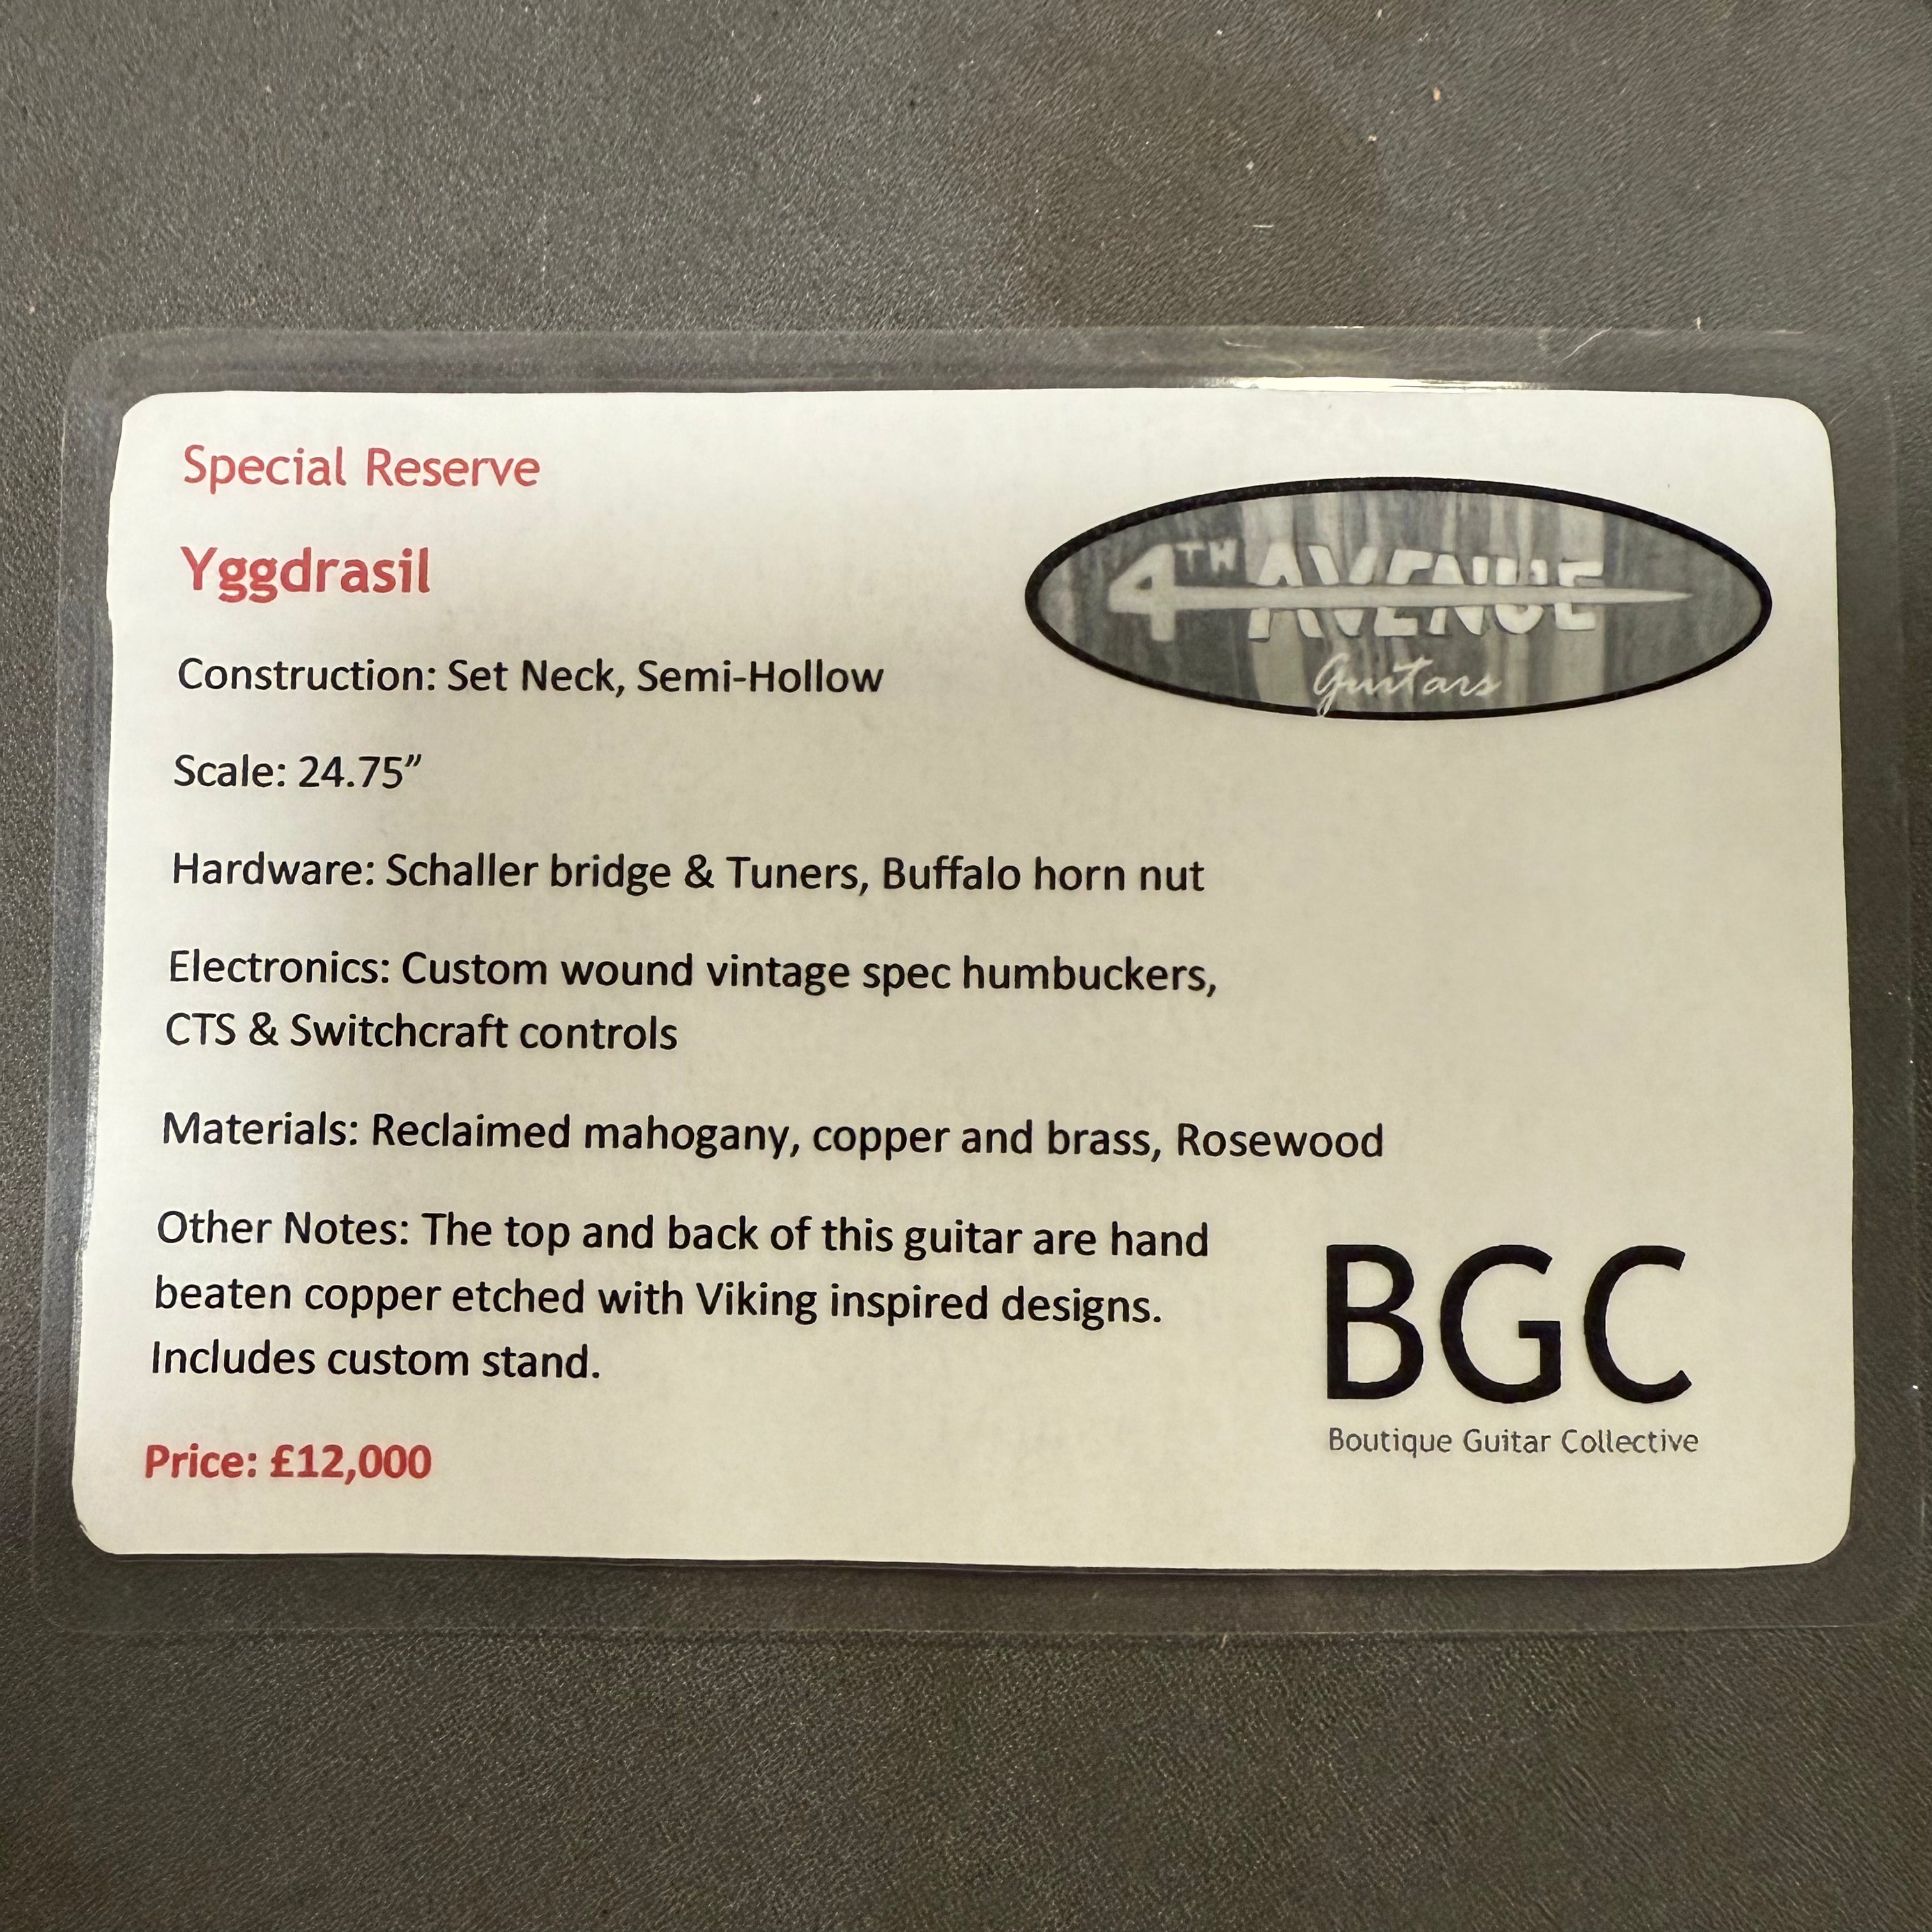 Special Reserve
Yggdrasil
4TH AVENUE
Guitars
Construction: Set Neck, Semi-Hollow
Scale: 24.75”
Hardware: Schaller bridge & Tuners, Buffalo horn nut
Electronics: Custom wound vintage spec humbuckers,
CTS & Switchcraft controls
Materials: Reclaimed mahogany, copper and brass, Rosewood
Other Notes: The top and back of this guitar are hand
beaten copper etched with Viking inspired designs.
Includes custom stand.
Price: £12,000
BGC
Boutique Guitar Collective